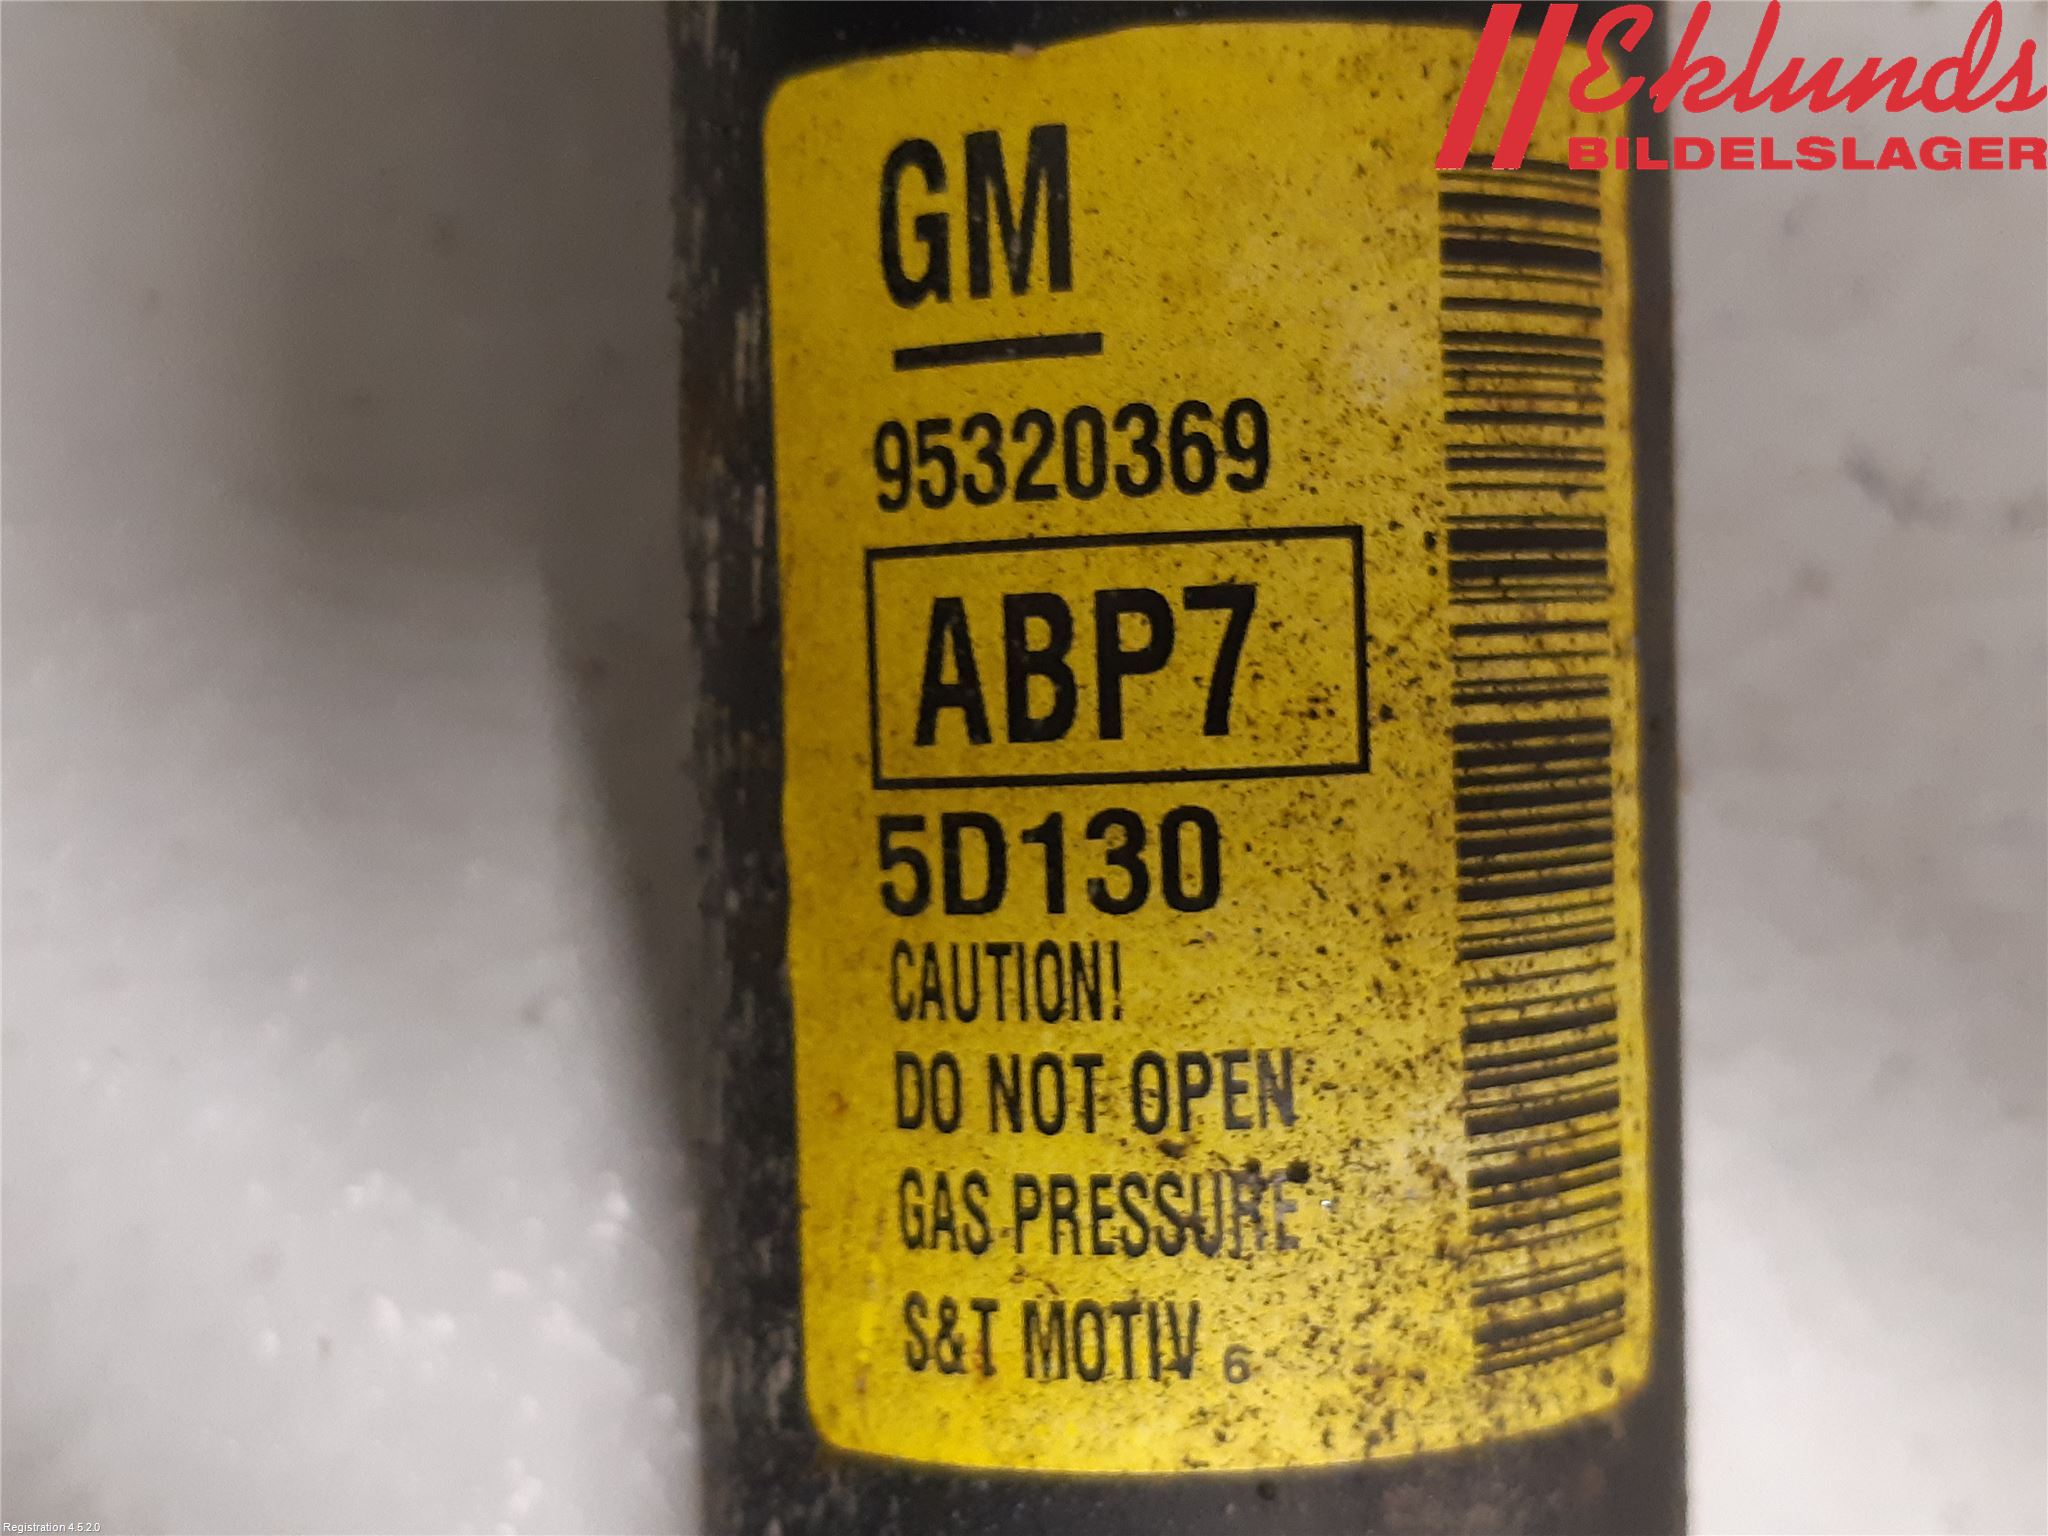 Eklunds
BILDELSLAGER
GM
95320369
ABP7
5D130
CAUTION!
DO NOT OPEN
GAS PRESSURE
S&T MOTIV 6
Registration 4.5.2.0